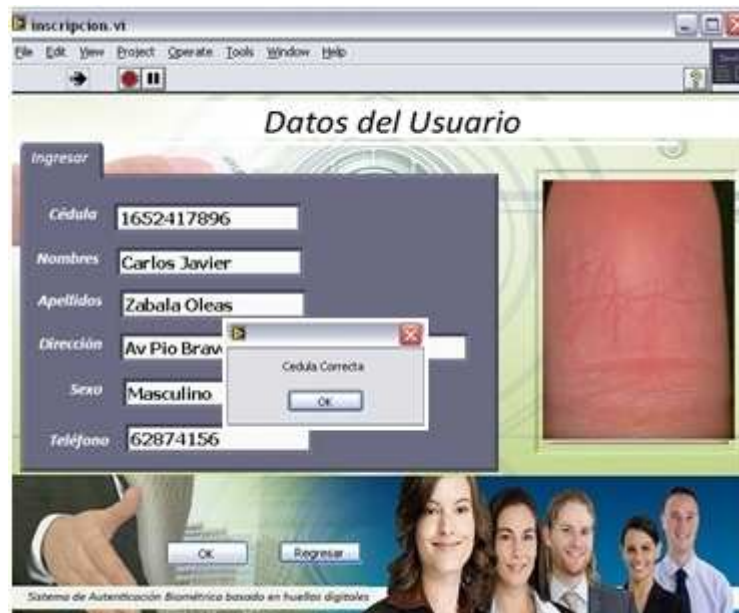 inscripcion.vi
File Edit View Project Operate Tools Window Help
Datos del Usuario
Ingresar
Cédula 1652417896
Nombres Carlos Javier
Apellidos Zabala Oleas
Dirección Av Pio Brav
Cedula Correcta
OK
Sexo Masculino
Teléfono 62874156
OK Regresar
Sistema de Autenticación Biométrica basado en huellas digitales